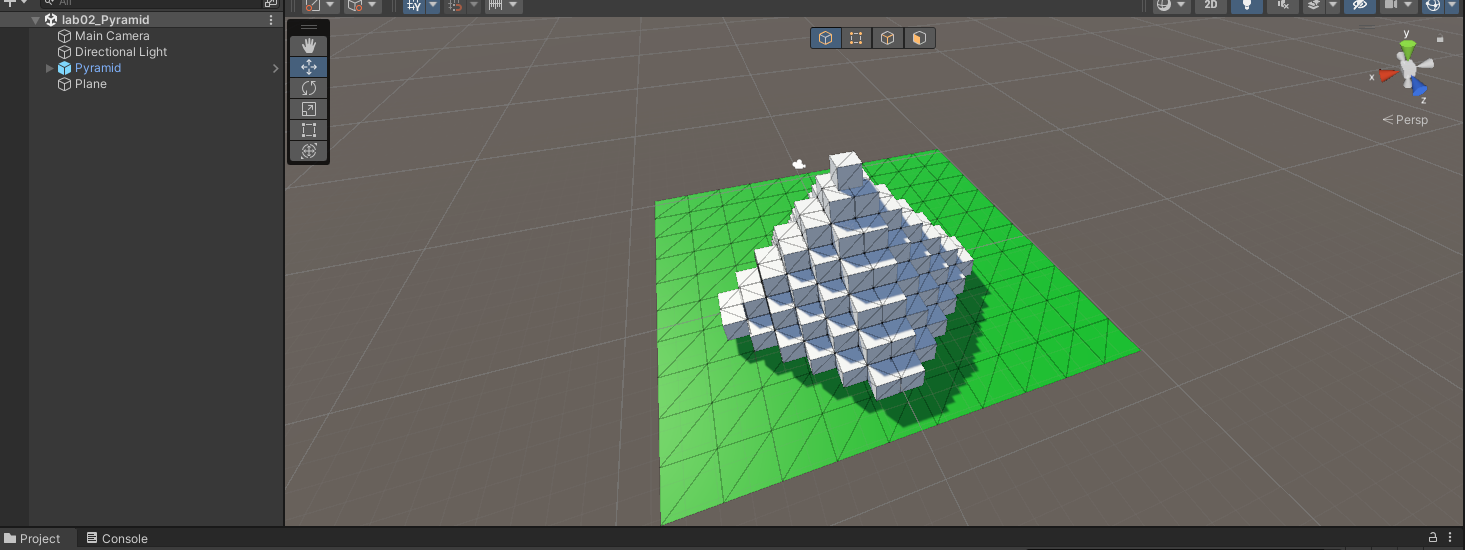 All
lab02_Pyramid
2D
Main Camera
Directional Light
Pyramid
Plane
y
x
z
Persp
Project
Console